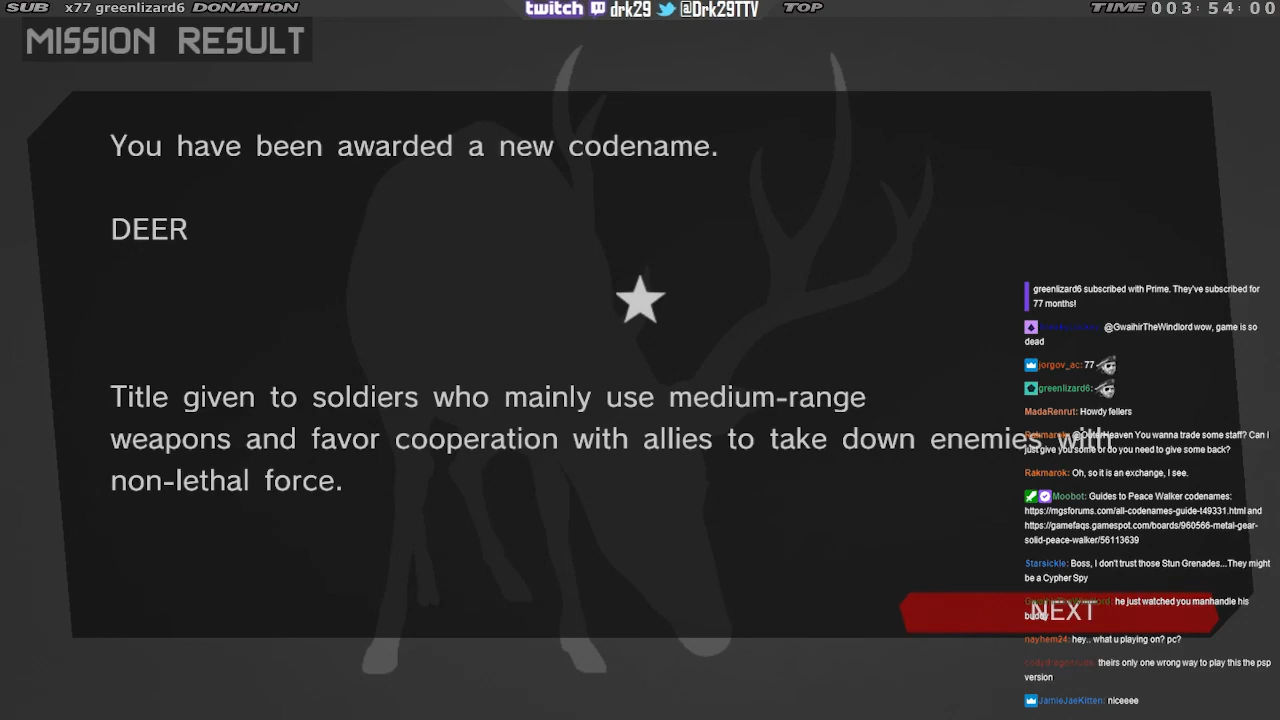 SUB x77 greenlizard6 DONATION twitch drk29 @Drk29TTV TOP TIME 003:54:00
MISSION RESULT
You have been awarded a new codename.
DEER
Title given to soldiers who mainly use medium-range
weapons and favor cooperation with allies to take down enemies with
non-lethal force.
NEXT
greenlizard6 subscribed with Prime. They've subscribed for
77 months!
@GwaihirTheWindlord wow, game is so
dead
jorgov_ac: 77
greenlizard6:
MadaRenrut: Howdy fellers
Rakmarok: @OuterHeaven You wanna trade some staff? Can I
just give you some or do you need to give some back?
Rakmarok: Oh, so it is an exchange, I see.
Moobot: Guides to Peace Walker codenames:
https://mgsforums.com/all-codenames-guide-t49331.html and
https://gamefaqs.gamespot.com/boards/960566-metal-gear-
solid-peace-walker/56113639
Starsickle: Boss, I don't trust those Stun Grenades...They might
be a Cypher Spy
GwaihirTheWindlord: he just watched you manhandle his
buddy
nayhem24: hey.. what u playing on? pc?
theirs only one wrong way to play this the psp
version
JamieJaeKitten: niceeee